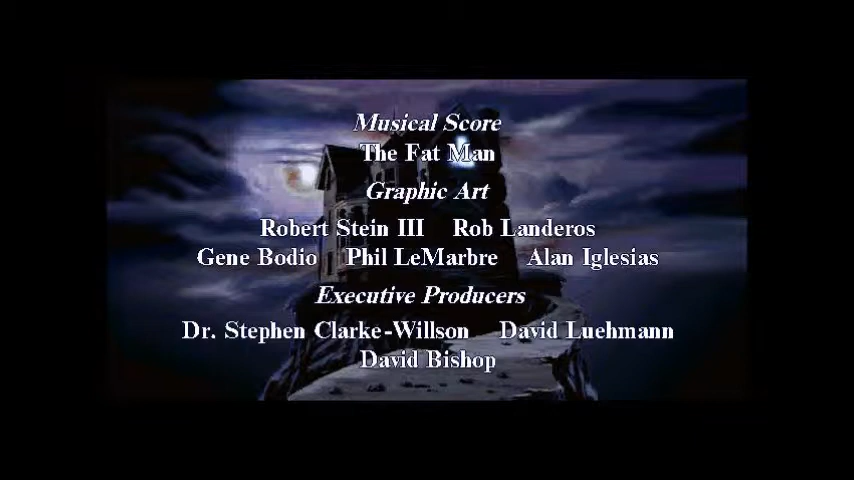 Musical Score
The Fat Man
Graphic Art
Robert Stein III Rob Landeros
Gene Bodio Phil LeMarbre Alan Iglesias
Executive Producers
Dr. Stephen Clarke-Willson David Luehmann
David Bishop